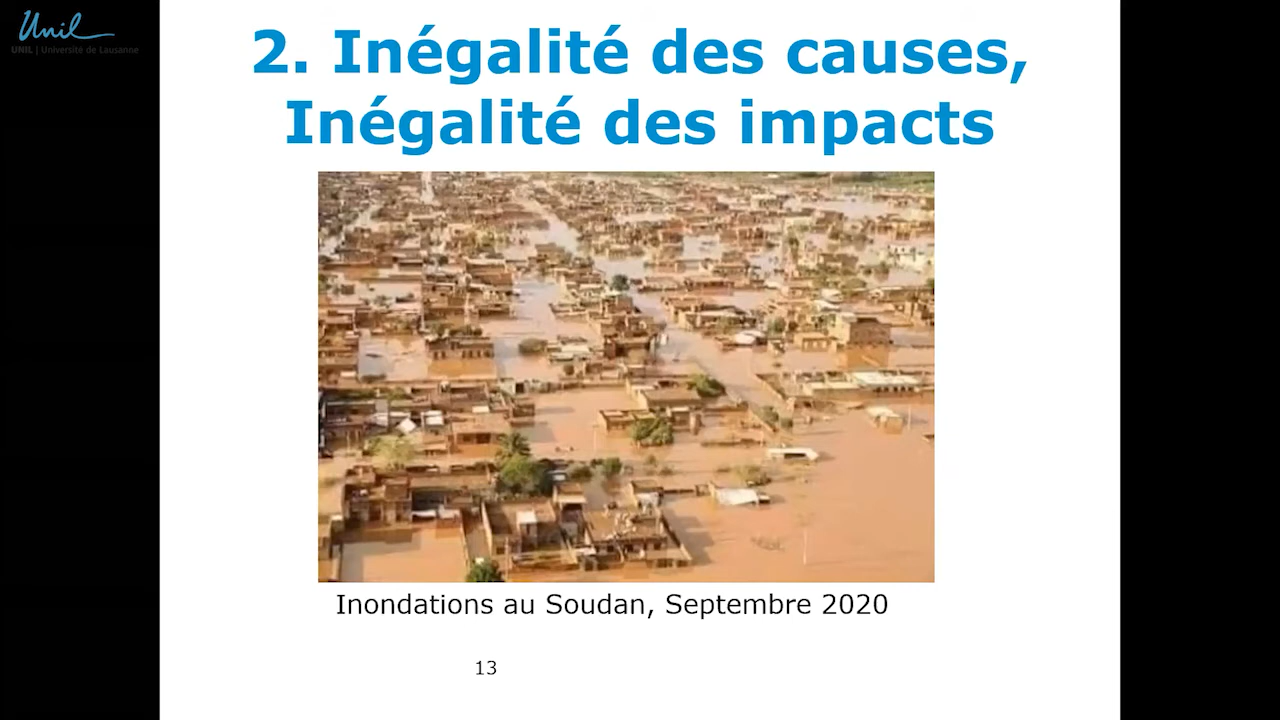 Unil
UNIL | Université de Lausanne
2. Inégalité des causes,
Inégalité des impacts
Inondations au Soudan, Septembre 2020
13